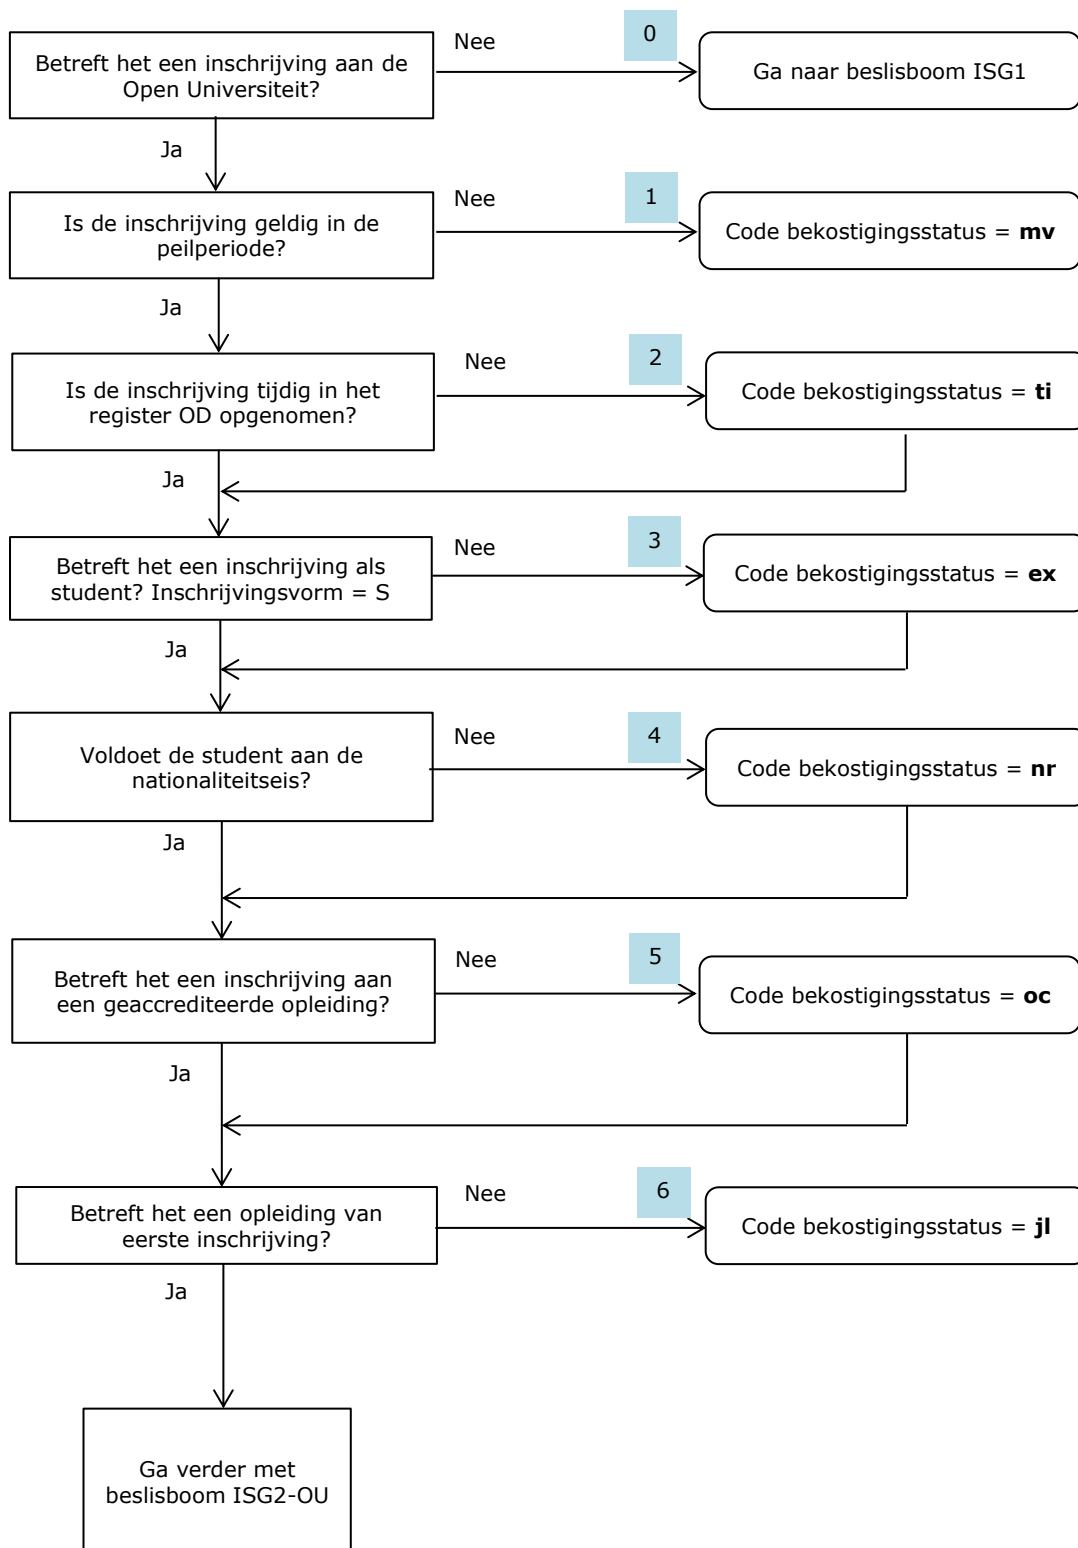 Betreft het een inschrijving aan de
Open Universiteit?
Nee
0
Ga naar beslisboom ISG1
Ja
Is de inschrijving geldig in de
peilperiode?
Nee
1
Code bekostigingsstatus = mv
Ja
Is de inschrijving tijdig in het
register OD opgenomen?
Nee
2
Code bekostigingsstatus = ti
Ja
Betreft het een inschrijving als
student? Inschrijvingsvorm = S
Nee
3
Code bekostigingsstatus = ex
Ja
Voldoet de student aan de
nationaliteitseis?
Nee
4
Code bekostigingsstatus = nr
Ja
Betreft het een inschrijving aan
een geaccrediteerde opleiding?
Nee
5
Code bekostigingsstatus = oc
Ja
Betreft het een opleiding van
eerste inschrijving?
Nee
6
Code bekostigingsstatus = jl
Ja
Ga verder met
beslisboom ISG2-OU